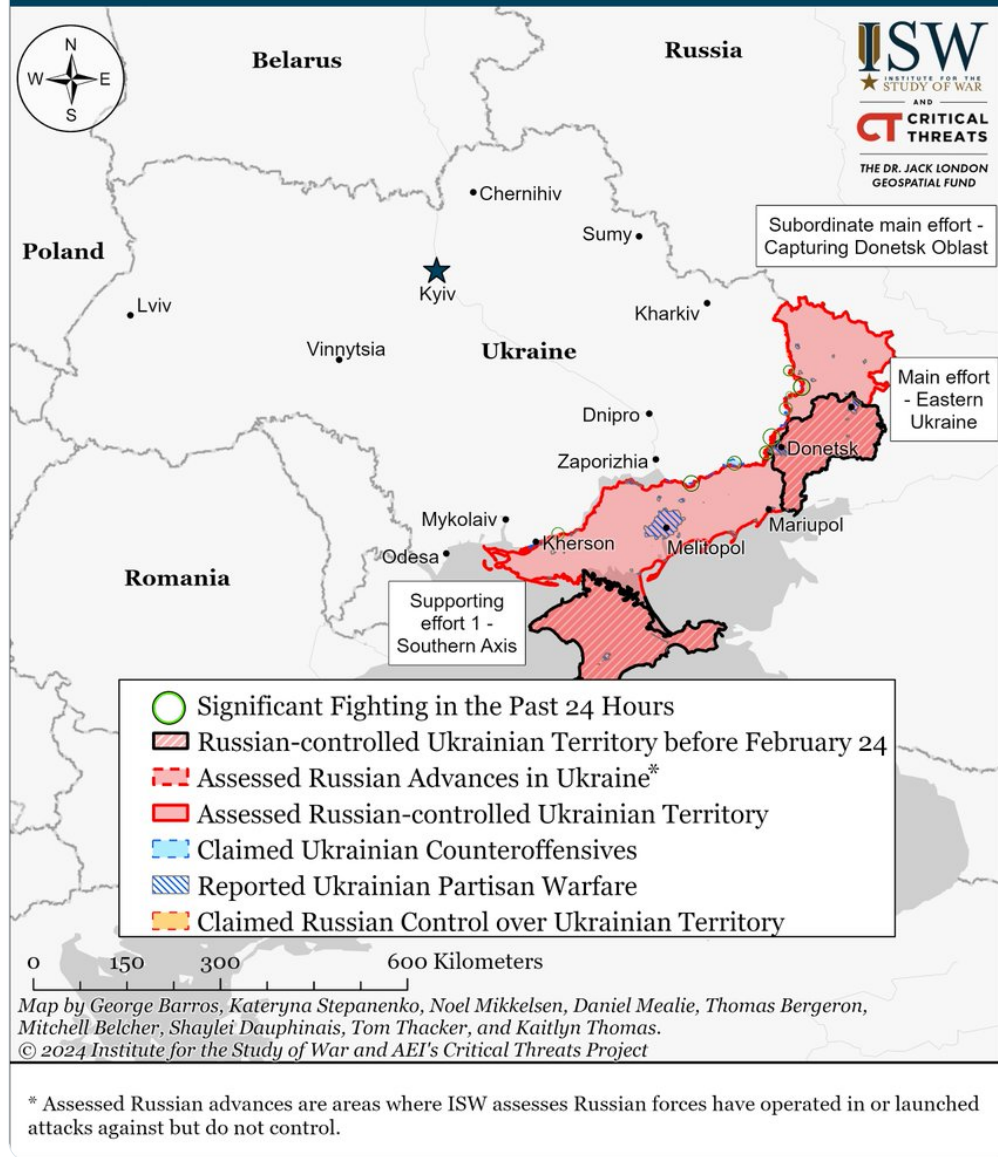 N
W
E
S
Belarus
Russia
ISW
INSTITUTE FOR THE
STUDY OF WAR
AND
CT CRITICAL
THREATS
THE DR. JACK LONDON
GEOSPATIAL FUND
Chernihiv
Subordinate main effort -
Capturing Donetsk Oblast
Sumy
Poland
Kyiv
Lviv
Kharkiv
Vinnytsia
Ukraine
Main effort
- Eastern
Ukraine
Dnipro
Donetsk
Zaporizhia
Mykolaiv
Mariupol
Kherson
Melitopol
Odesa
Romania
Supporting
effort 1 -
Southern Axis
Significant Fighting in the Past 24 Hours
Russian-controlled Ukrainian Territory before February 24
Assessed Russian Advances in Ukraine*
Assessed Russian-controlled Ukrainian Territory
Claimed Ukrainian Counteroffensives
Reported Ukrainian Partisan Warfare
Claimed Russian Control over Ukrainian Territory
0 150 300 600 Kilometers
Map by George Barros, Kateryna Stepanenko, Noel Mikkelsen, Daniel Mealie, Thomas Bergeron,
Mitchell Belcher, Shaylei Dauphinais, Tom Thacker, and Kaitlyn Thomas.
© 2024 Institute for the Study of War and AEI's Critical Threats Project
* Assessed Russian advances are areas where ISW assesses Russian forces have operated in or launched
attacks against but do not control.